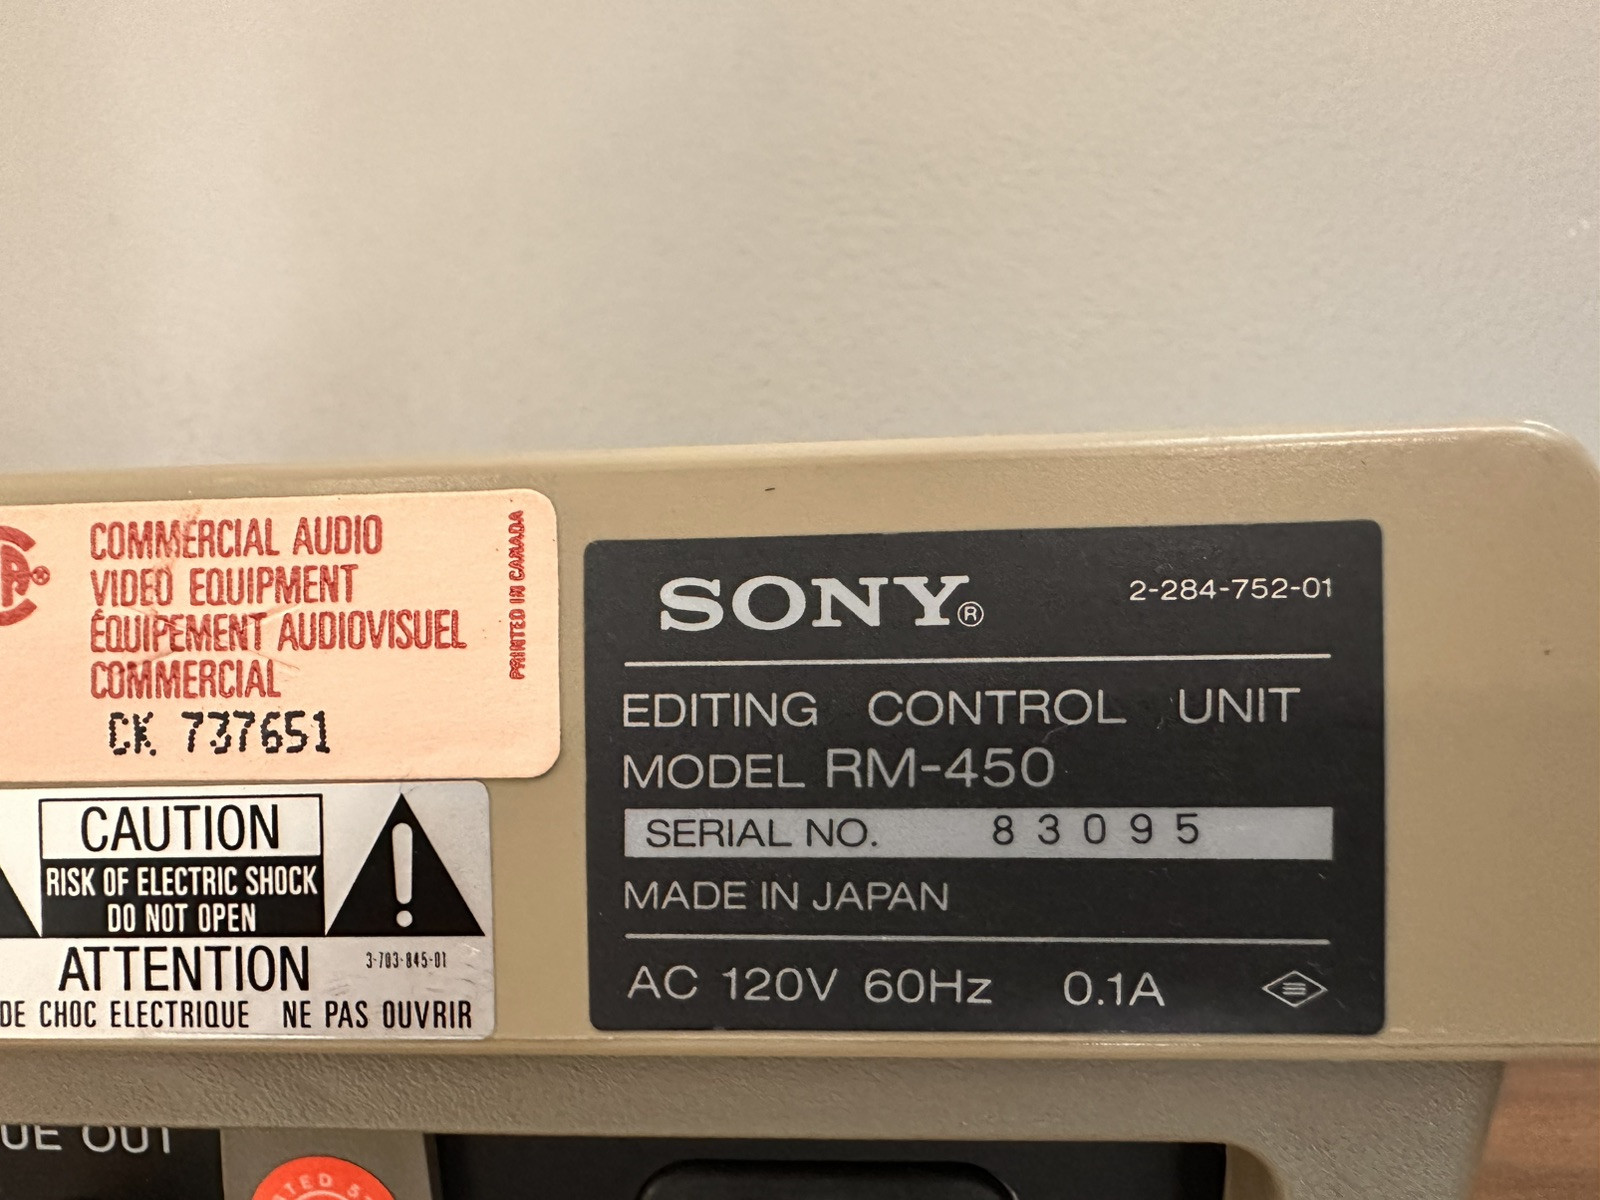 COMMERCIAL AUDIO
VIDEO EQUIPMENT
ÉQUIPEMENT AUDIOVISUEL
COMMERCIAL
CK 737651
PRINTED IN CANADA
CAUTION
RISK OF ELECTRIC SHOCK
DO NOT OPEN
ATTENTION
3-703-845-01
DE CHOC ELECTRIQUE NE PAS OUVRIR
SONY®
2-284-752-01
EDITING CONTROL UNIT
MODEL RM-450
SERIAL NO. 83095
MADE IN JAPAN
AC 120V 60Hz 0.1A
OUT